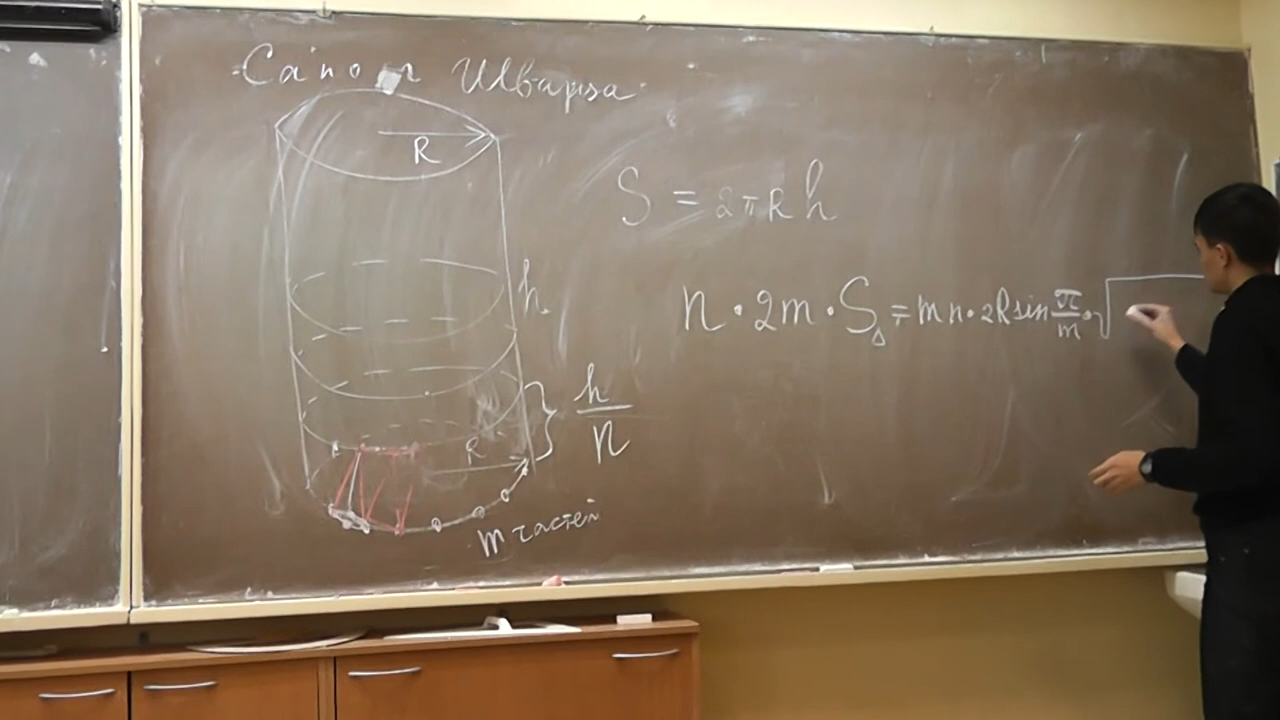 Сапог Шварца
R
S = 2πRh
h
n · 2m · S△ = mn · 2R sin π/m · √
h/n
R
m частей